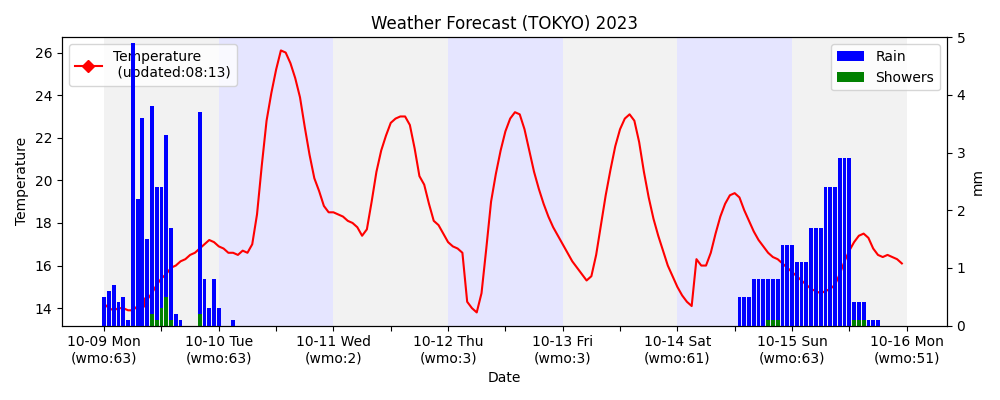 Weather Forecast (TOKYO) 2023
Temperature
(updated:08:13)
Rain
Showers
26
24
22
20
18
16
14
Temperature
5
4
3
2
1
0
mm
10-09 Mon
(wmo:63)
10-10 Tue
(wmo:63)
10-11 Wed
(wmo:2)
10-12 Thu
(wmo:3)
10-13 Fri
(wmo:3)
10-14 Sat
(wmo:61)
10-15 Sun
(wmo:63)
10-16 Mon
(wmo:51)
Date